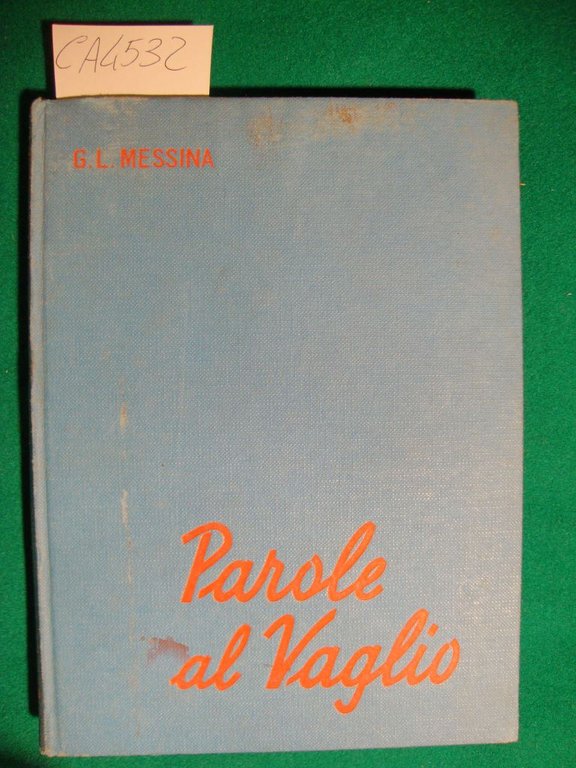 CA4532
G. L. MESSINA
Parole
al Vaglio